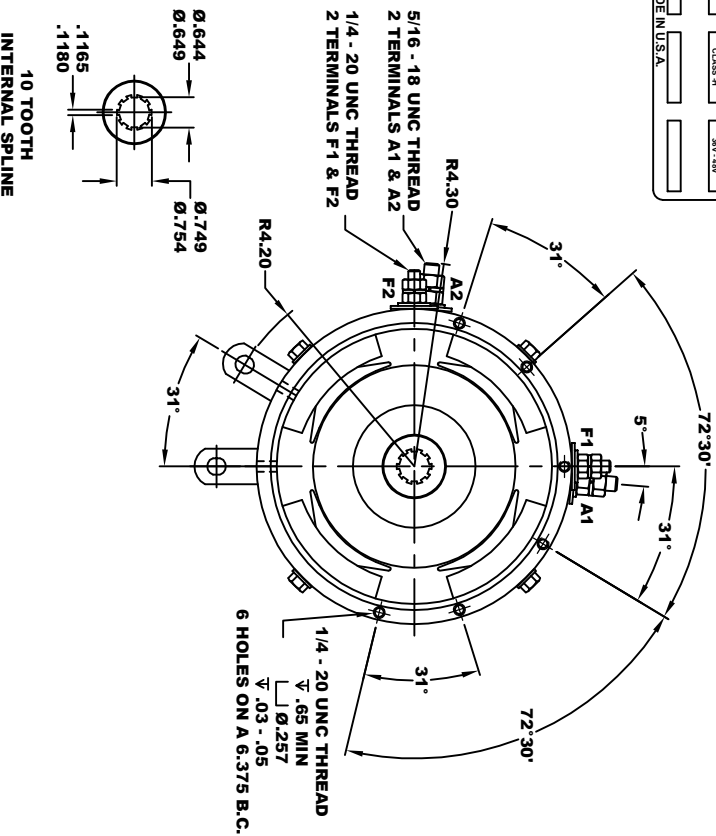 DE IN U.S.A.
CLASS -H
36V - 48V
5/16 - 18 UNC THREAD
2 TERMINALS A1 & A2
1/4 - 20 UNC THREAD
2 TERMINALS F1 & F2
R4.30
A2
F2
31°
72°30'
5°
F1
A1
31°
R4.20
31°
31°
72°30'
1/4 - 20 UNC THREAD
.65 MIN
Ø.257
.03 - .05
6 HOLES ON A 6.375 B.C.
Ø.644
Ø.649
.1165
.1180
Ø.749
Ø.754
10 TOOTH
INTERNAL SPLINE